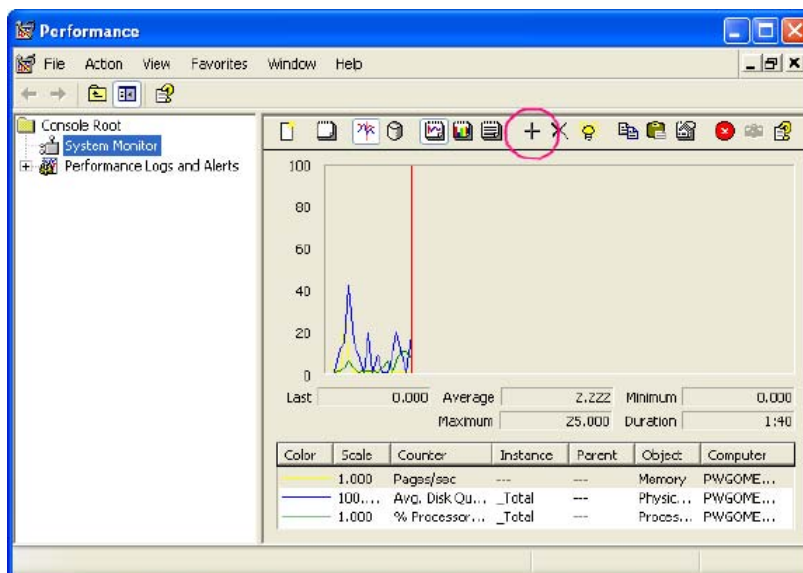 Performance
File Action View Favorites Window Help
Console Root
System Monitor
Performance Logs and Alerts
100
80
60
40
20
0
Last 0.000 Average 2.222 Minimum 0.000
Maximum 25.000 Duration 1:40
Color Scale Counter Instance Parent Object Computer
1.000 Pages/sec --- --- Memory PWGOME...
100.... Avg. Disk Qu... _Total --- Physic... PWGOME...
1.000 % Processor... _Total --- Proces... PWGOME...